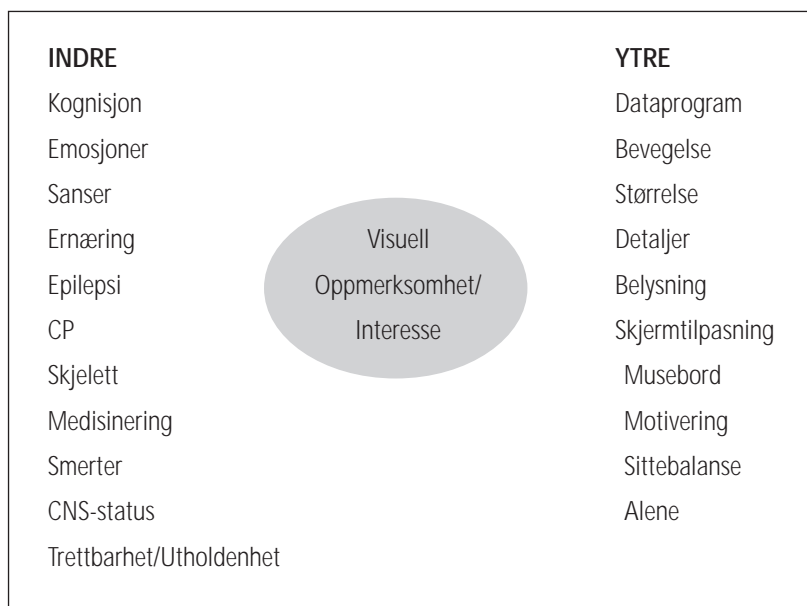 INDRE
Kognisjon
Emosjoner
Sanser
Ernæring
Epilepsi
CP
Skjelett
Medisinering
Smerter
CNS-status
Trettbarhet/Utholdenhet
Visuell
Oppmerksomhet/
Interesse
YTRE
Dataprogram
Bevegelse
Størrelse
Detaljer
Belysning
Skjermtilpasning
Musebord
Motivering
Sittebalanse
Alene